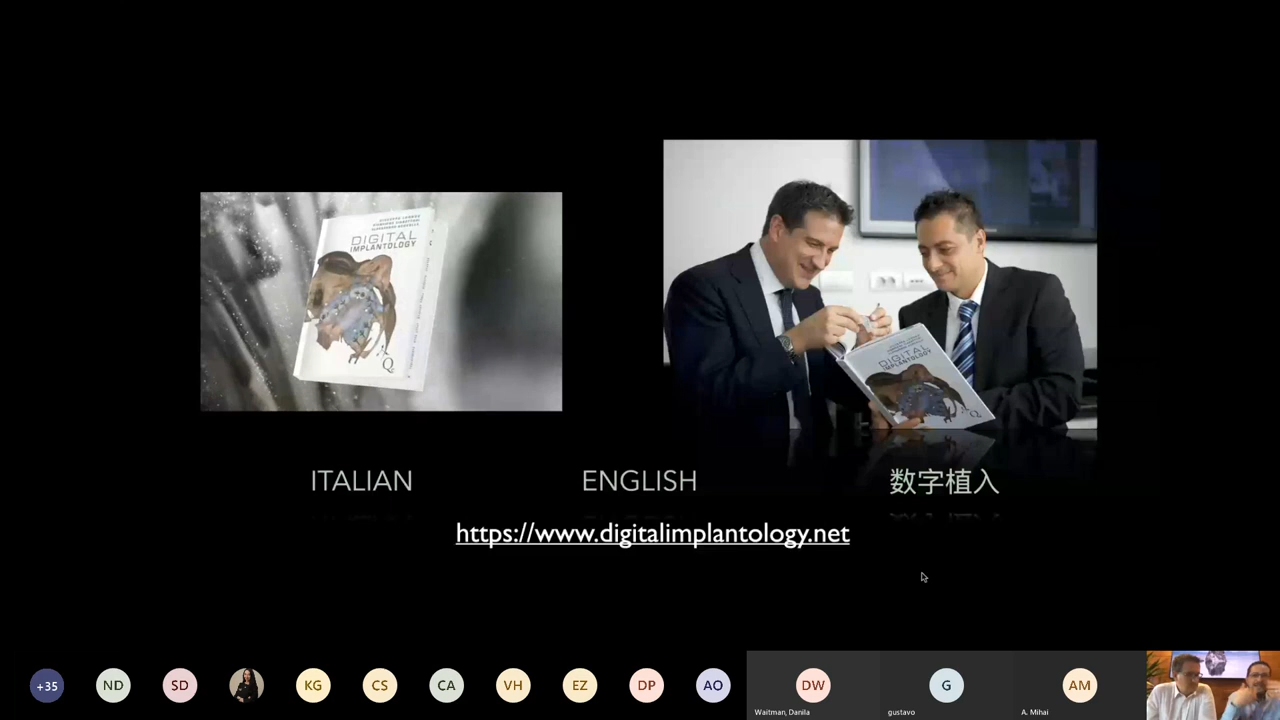 DIGITAL
IMPLANTOLOGY
DIGITAL
IMPLANTOLOGY
ITALIAN
ENGLISH
数字植入
https://www.digitalimplantology.net
+35
ND
SD
KG
CS
CA
VH
EZ
DP
AO
DW
Waitman, Danila
G
gustavo
AM
A. Mihai